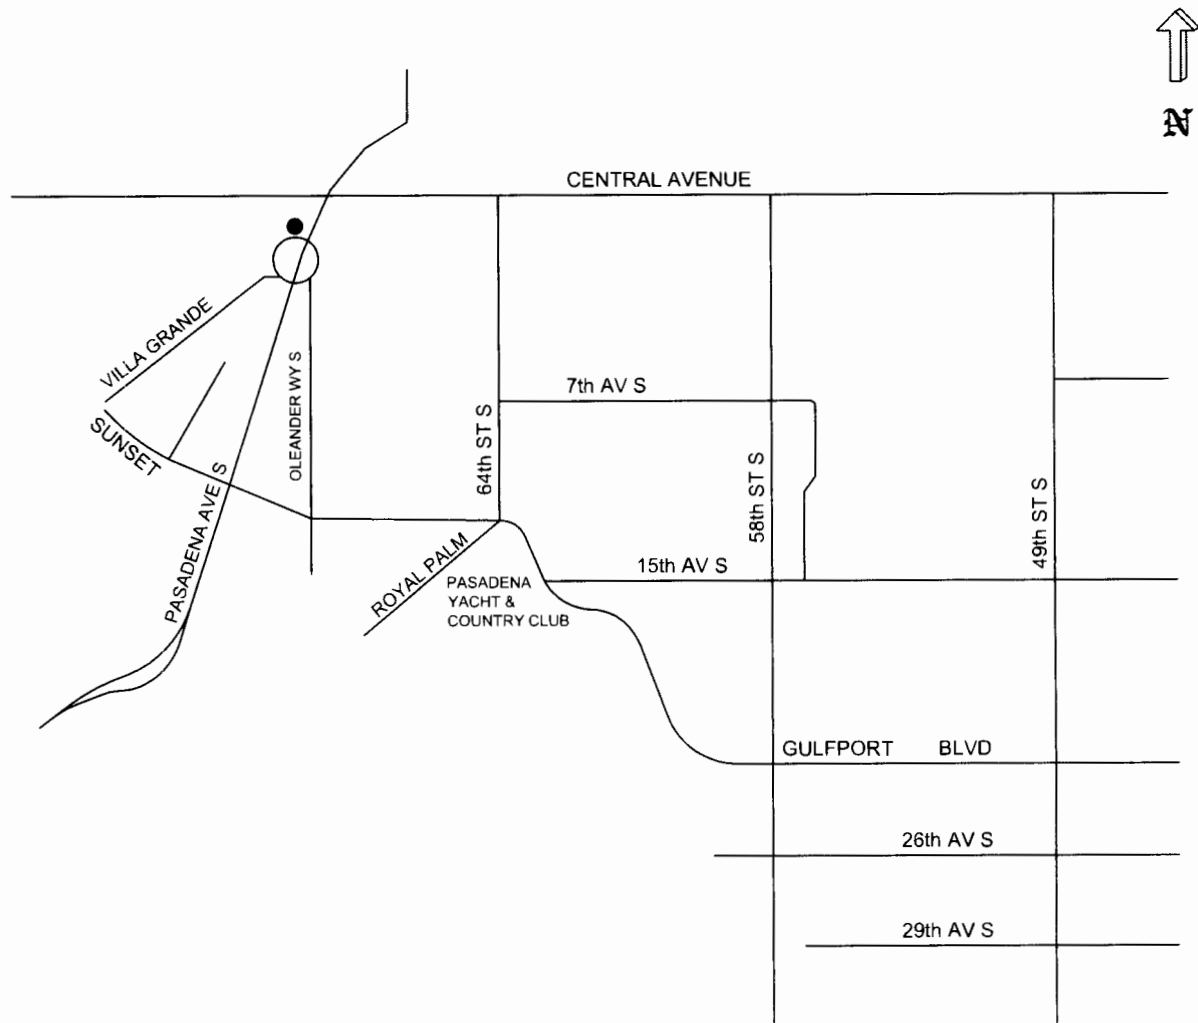 N
CENTRAL AVENUE
VILLA GRANDE
SUNSET
PASADENA AVE S
OLEANDER WY S
64th ST S
7th AV S
58th ST S
49th ST S
15th AV S
ROYAL PALM
PASADENA
YACHT &
COUNTRY CLUB
GULFPORT BLVD
26th AV S
29th AV S